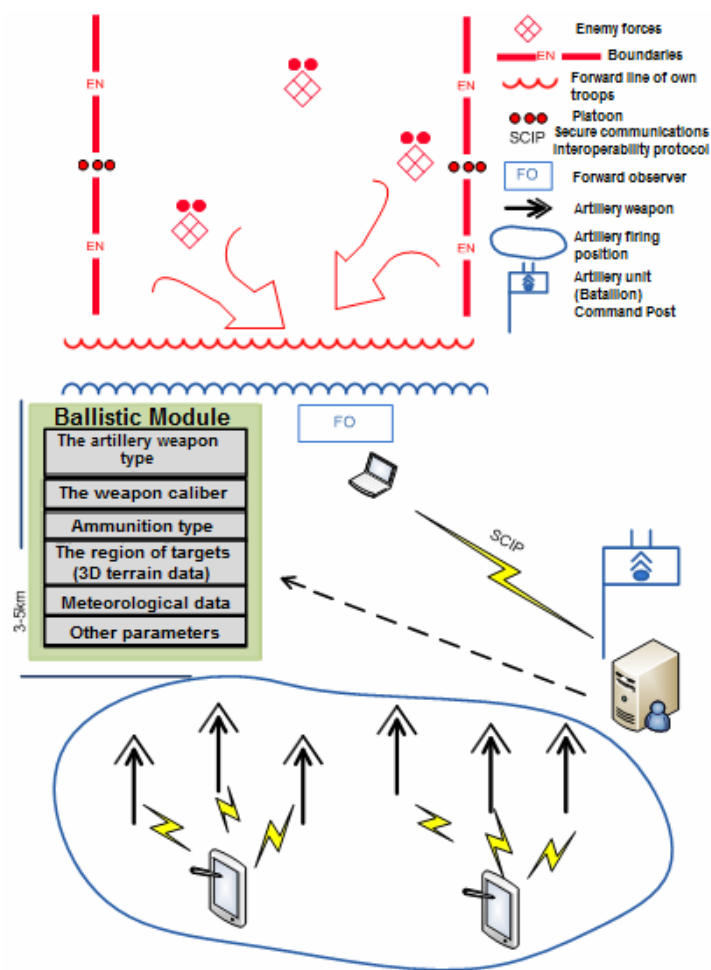 Enemy forces
EN
Boundaries
Forward line of own
troops
Platoon
SCIP
Secure communications
Interoperability protocol
FO
Forward observer
Artillery weapon
Artillery firing
position
Artillery unit
(Batallion)
Command Post
EN
EN
EN
EN
Ballistic Module
The artillery weapon
type
The weapon caliber
Ammunition type
The region of targets
(3D terrain data)
Meteorological data
Other parameters
3-5km
FO
SCIP